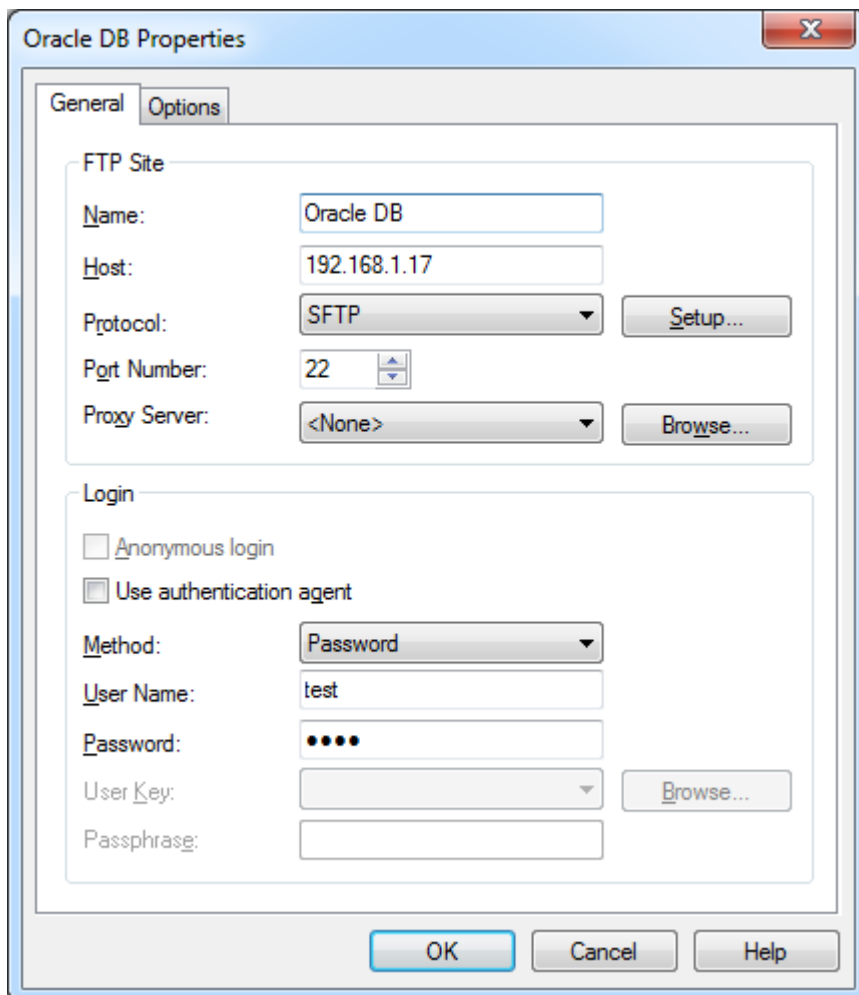 Oracle DB Properties
General Options
FTP Site
Name: Oracle DB
Host: 192.168.1.17
Protocol: SFTP Setup...
Port Number: 22
Proxy Server: <None> Browse...
Login
Anonymous login
Use authentication agent
Method: Password
User Name: test
Password: ••••
User Key: Browse...
Passphrase:
OK Cancel Help